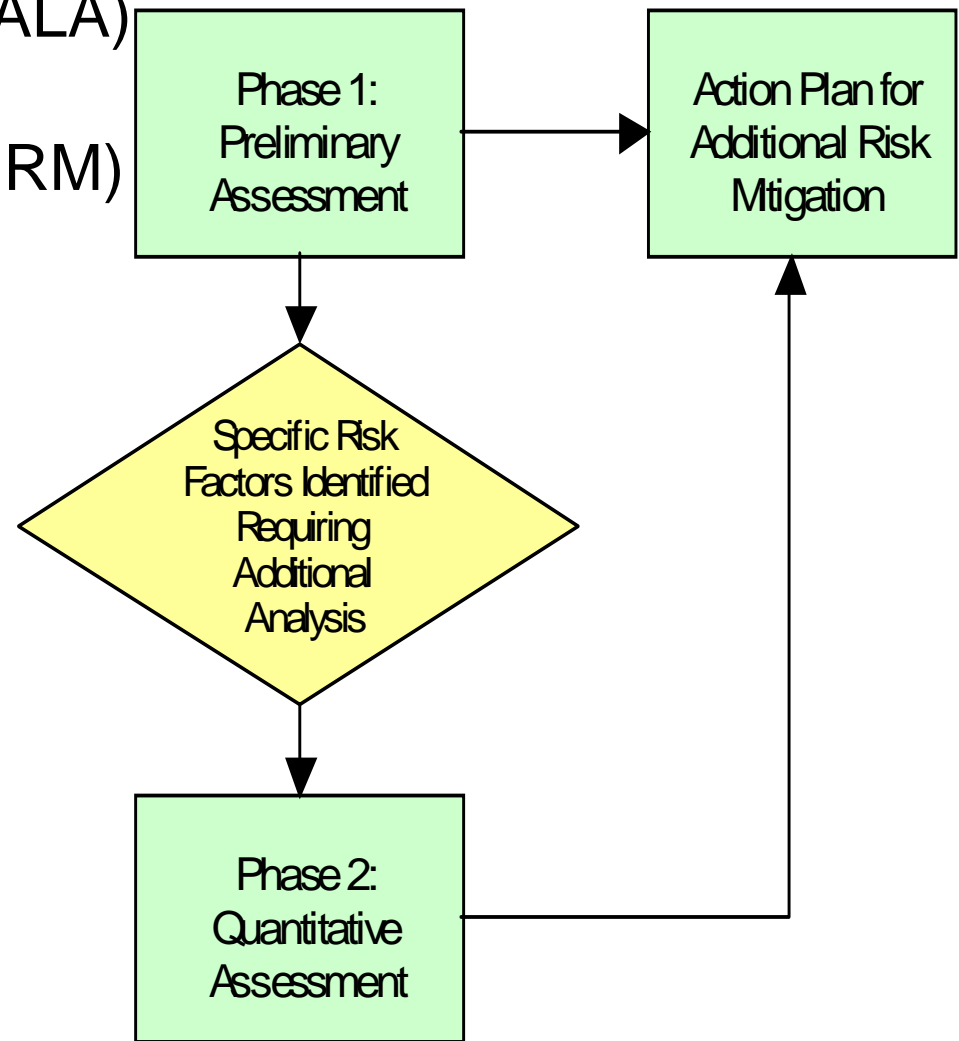 ALA)
RM)
Phase 1:
Preliminary
Assessment
Action Plan for
Additional Risk
Mtigation
Specific Risk
Factors Identified
Requiring
Additional
Analysis
Phase 2:
Quantitative
Assessment